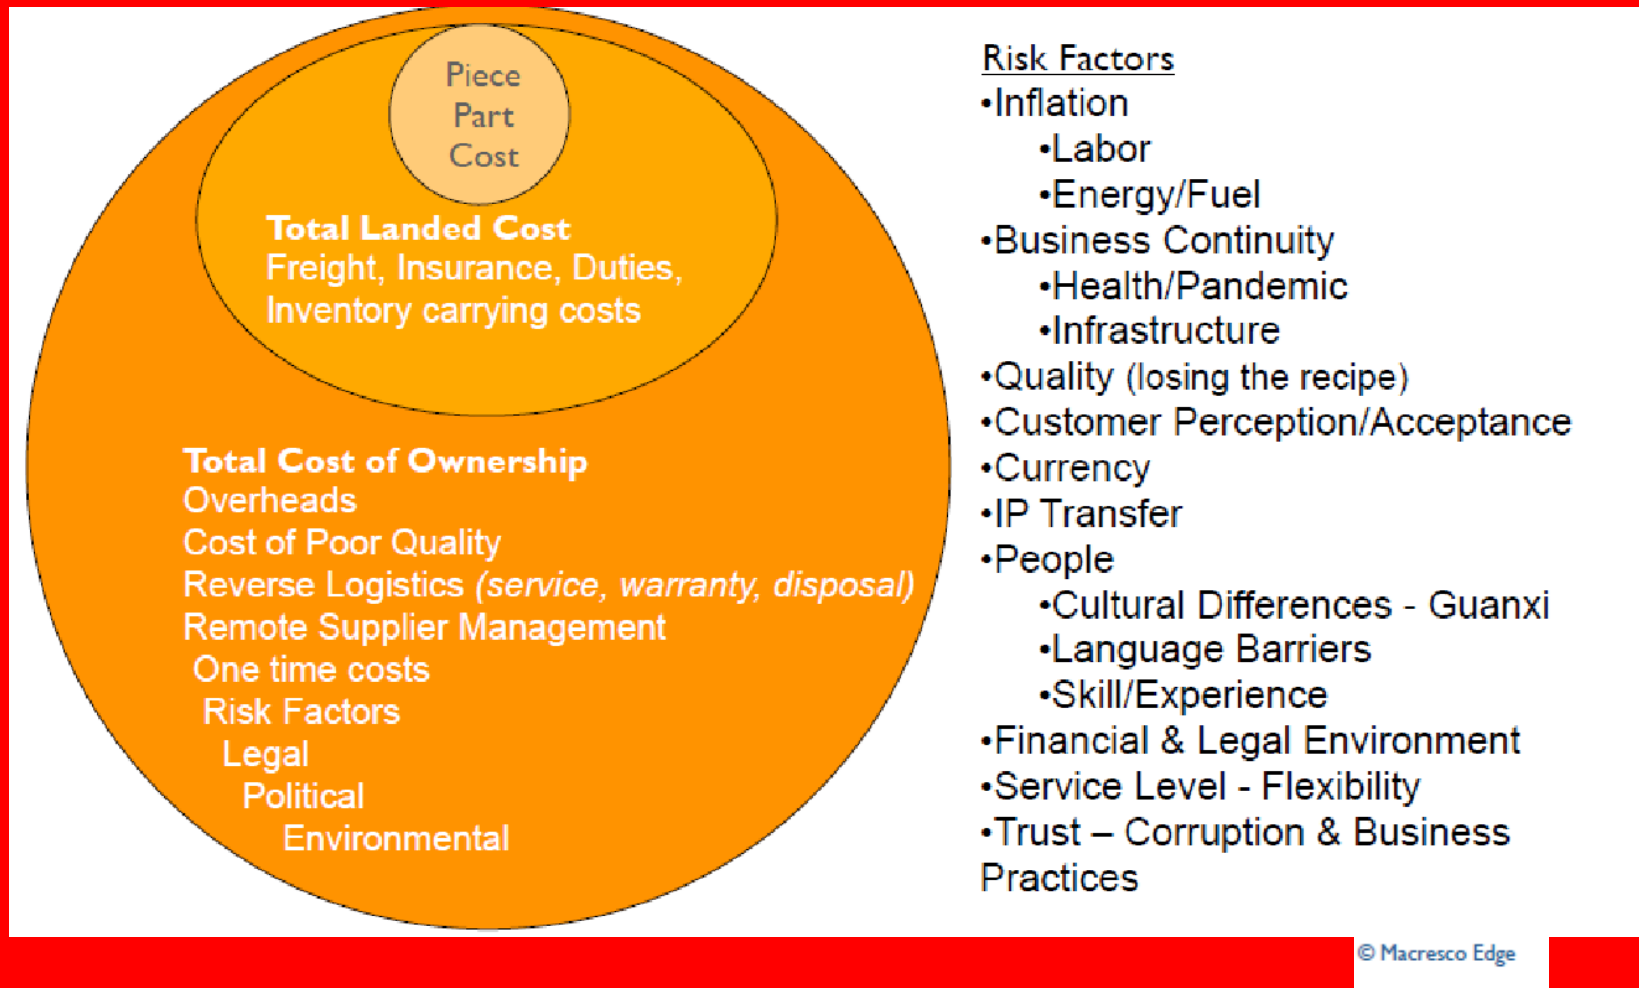 Piece
Part
Cost
Total Landed Cost
Freight, Insurance, Duties,
Inventory carrying costs
Total Cost of Ownership
Overheads
Cost of Poor Quality
Reverse Logistics (service, warranty, disposal)
Remote Supplier Management
One time costs
Risk Factors
Legal
Political
Environmental
Risk Factors
•Inflation
•Labor
•Energy/Fuel
•Business Continuity
•Health/Pandemic
•Infrastructure
•Quality (losing the recipe)
•Customer Perception/Acceptance
•Currency
•IP Transfer
•People
•Cultural Differences - Guanxi
•Language Barriers
•Skill/Experience
•Financial & Legal Environment
•Service Level - Flexibility
•Trust – Corruption & Business
Practices
© Macresco Edge